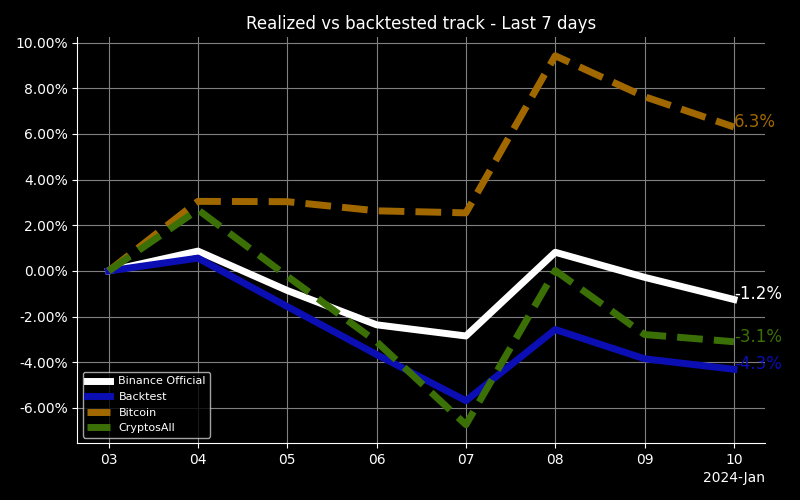 Realized vs backtested track - Last 7 days
10.00%
8.00%
6.00%
4.00%
2.00%
0.00%
-2.00%
-4.00%
-6.00%
6.3%
-1.2%
-3.1%
-4.3%
Binance Official
Backtest
Bitcoin
CryptosAll
03 04 05 06 07 08 09 10
2024-Jan